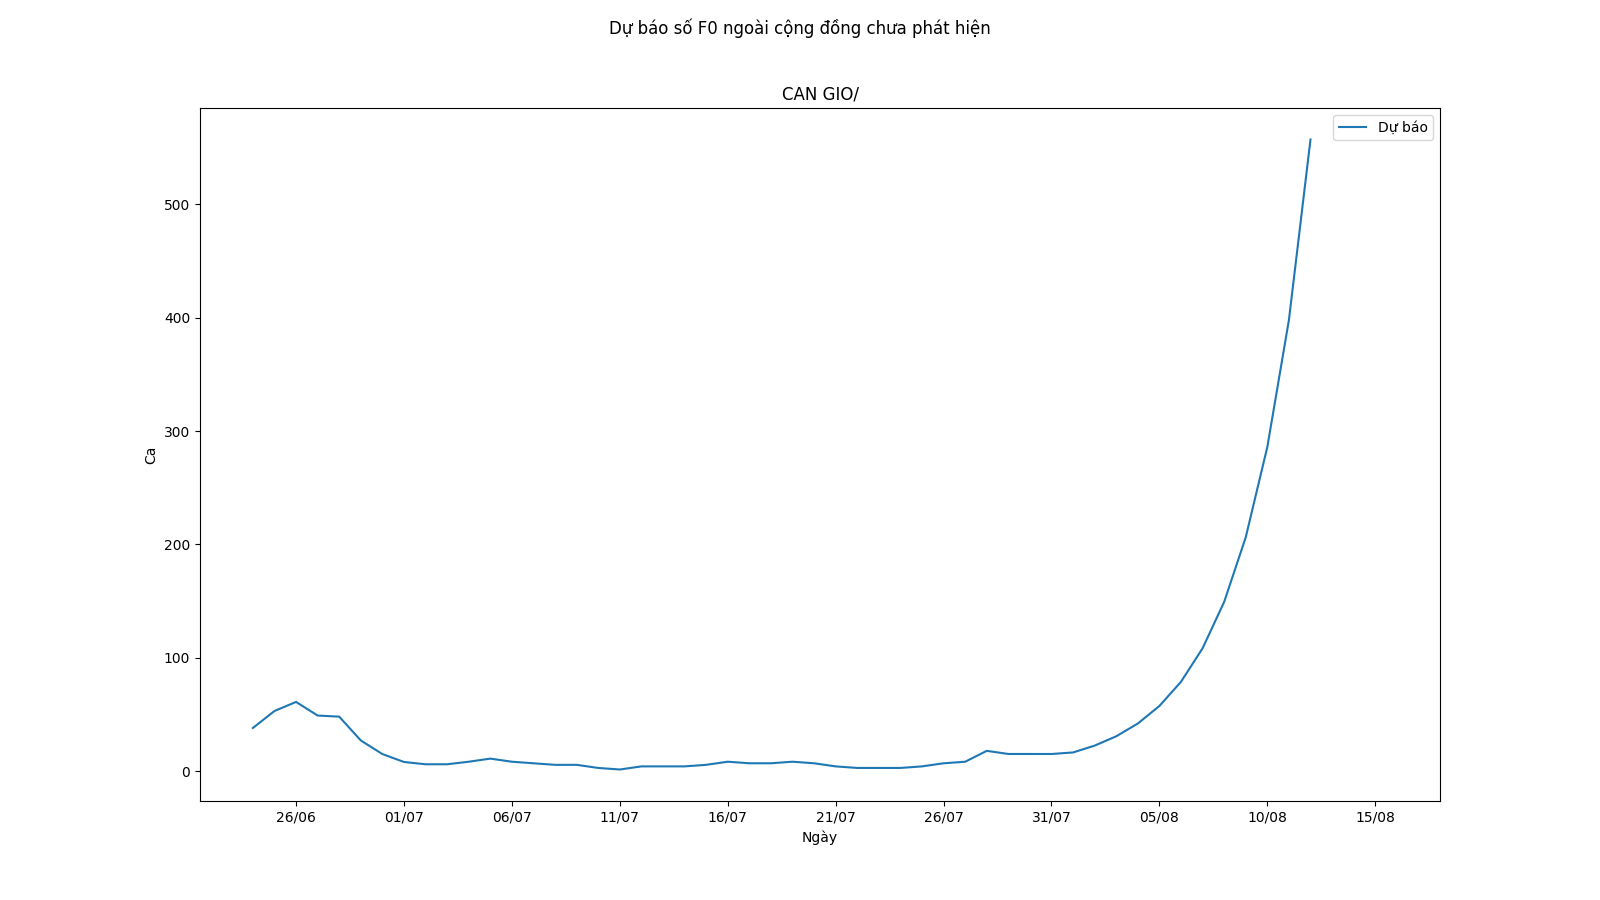 Dự báo số F0 ngoài cộng đồng chưa phát hiện
CAN GIO/
Dự báo
500
400
300
200
100
0
Ca
26/06 01/07 06/07 11/07 16/07 21/07 26/07 31/07 05/08 10/08 15/08
Ngày